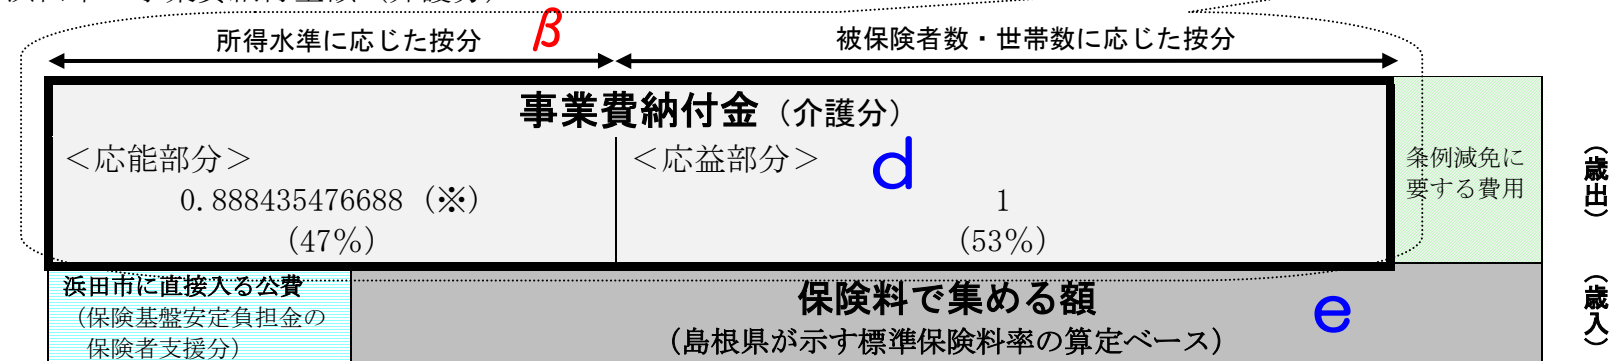 所得水準に応じた按分
β
被保険者数・世帯数に応じた按分
事業費納付金（介護分）
＜応能部分＞
0.888435476688（※）
（47％）
＜応益部分＞
d
1
（53％）
条例減免に
要する費用
（歳出）
浜田市に直接入る公費
（保険基盤安定負担金の
保険者支援分）
保険料で集める額
e
（島根県が示す標準保険料率の算定ベース）
（歳入）